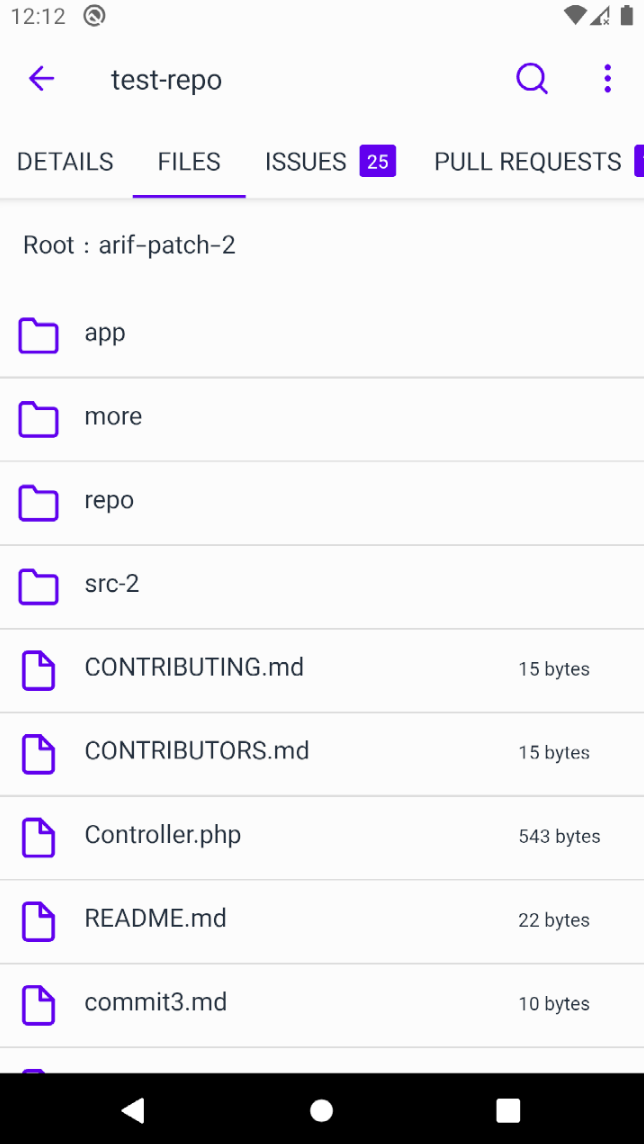 12:12
test-repo
DETAILS FILES ISSUES 25 PULL REQUESTS
Root : arif-patch-2
app
more
repo
src-2
CONTRIBUTING.md 15 bytes
CONTRIBUTORS.md 15 bytes
Controller.php 543 bytes
README.md 22 bytes
commit3.md 10 bytes